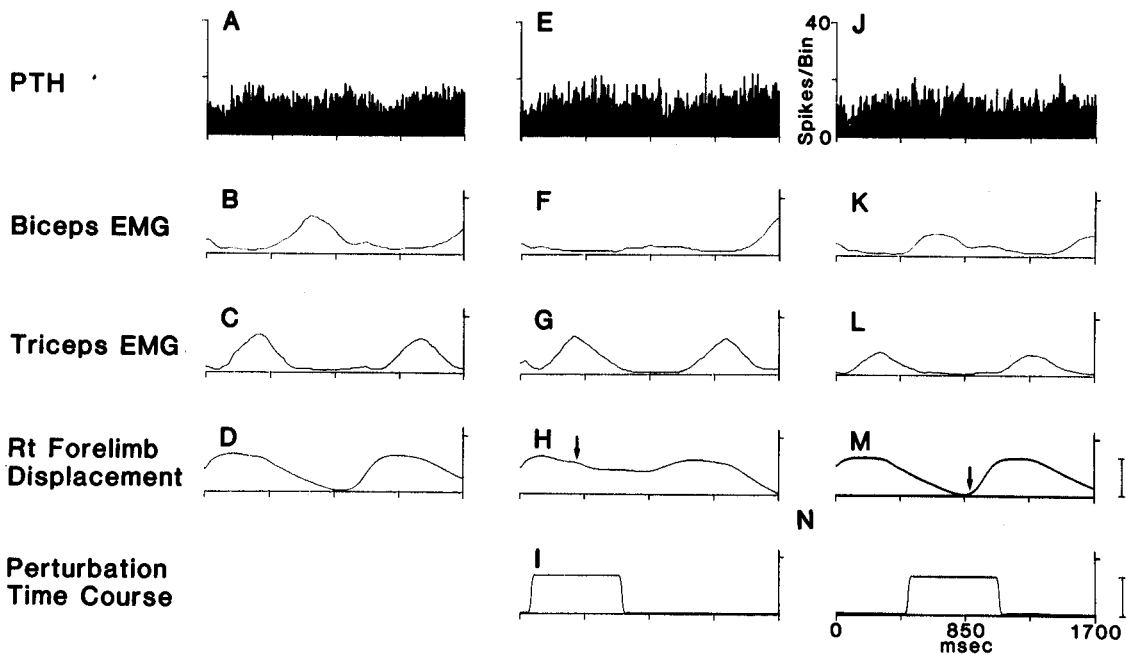 A
E
J
PTH
Spikes/Bin
40
0
B
F
K
Biceps EMG
C
G
L
Triceps EMG
D
H
M
Rt Forelimb
Displacement
I
N
Perturbation
Time Course
0
850
1700
msec